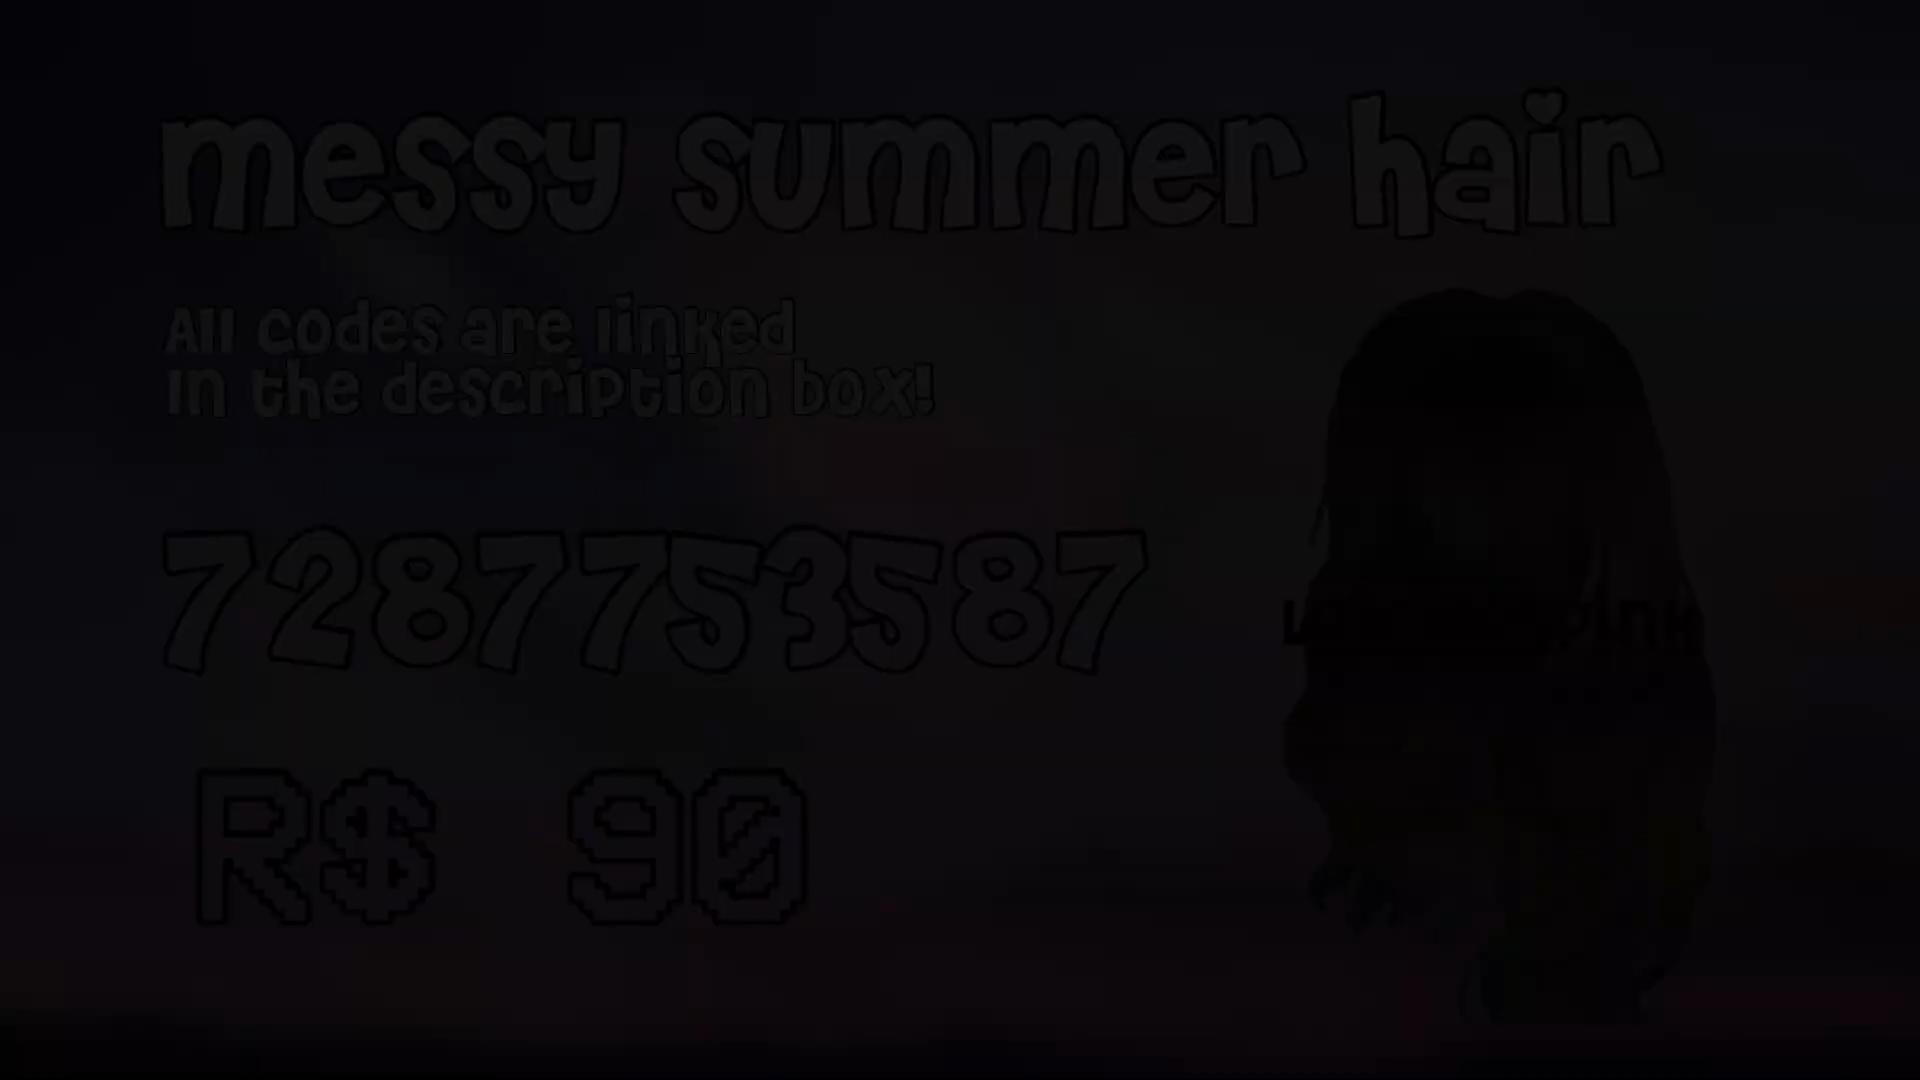 messy summer hair
All codes are linked
in the description box!
7287753587
R$ 90